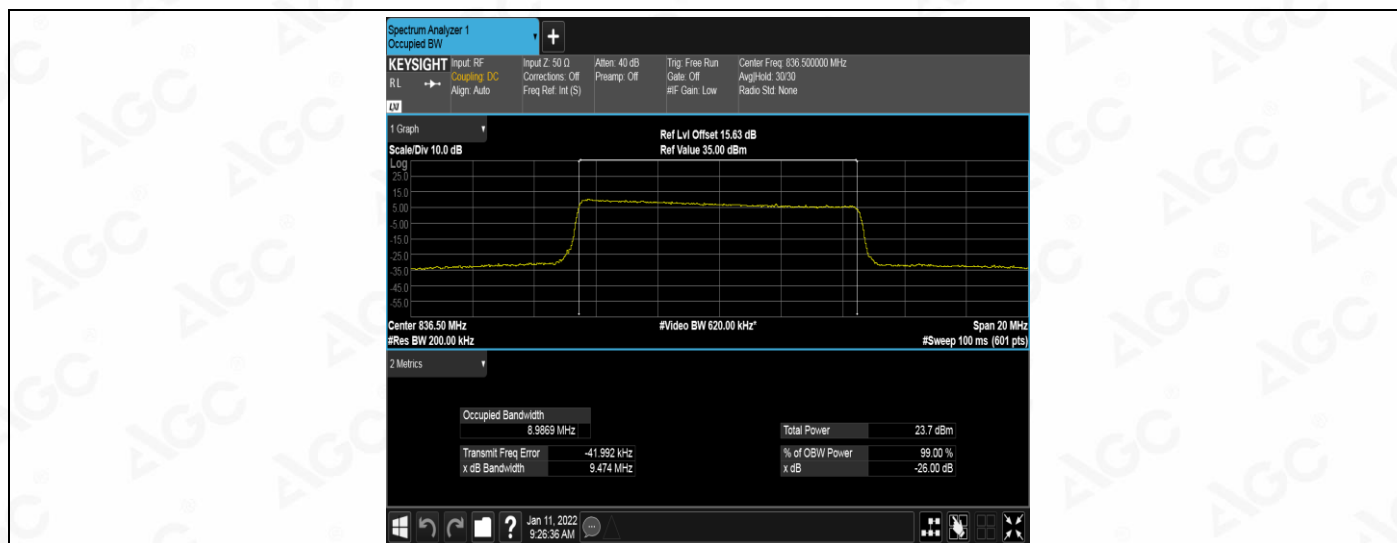 Spectrum Analyzer 1
Occupied BW
+
KEYSIGHT Input: RF Input Z: 50 Ω Atten: 40 dB Trig: Free Run Center Freq: 836.500000 MHz
RL Coupling: DC Corrections: Off Preamp: Off Gate: Off Avg|Hold: 30/30
Align: Auto Freq Ref: Int (S) #IF Gain: Low Radio Std: None
LXI
1 Graph
Ref Lvl Offset 15.63 dB
Scale/Div 10.0 dB Ref Value 35.00 dBm
Log
25.0
15.0
5.00
-5.00
-15.0
-25.0
-35.0
-45.0
-55.0
Center 836.50 MHz #Video BW 620.00 kHz* Span 20 MHz
#Res BW 200.00 kHz #Sweep 100 ms (601 pts)
2 Metrics
Occupied Bandwidth
8.9869 MHz Total Power 23.7 dBm
Transmit Freq Error -41.992 kHz % of OBW Power 99.00 %
x dB Bandwidth 9.474 MHz x dB -26.00 dB
? Jan 11, 2022
9:26:36 AM
AGC